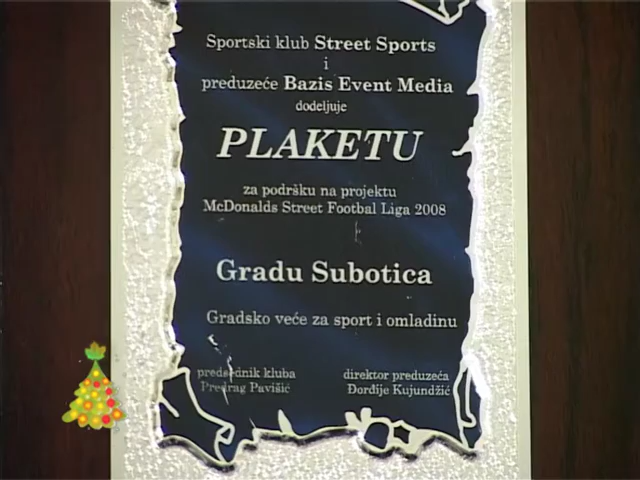 Sportski klub Street Sports
i
preduzeće Bazis Event Media
dodeljuje
PLAKETU
za podršku na projektu
McDonalds Street Footbal Liga 2008
Gradu Subotica
Gradsko veće za sport i omladinu
predsednik kluba direktor preduzeća
Predrag Pavišić Đorđije Kujundžić